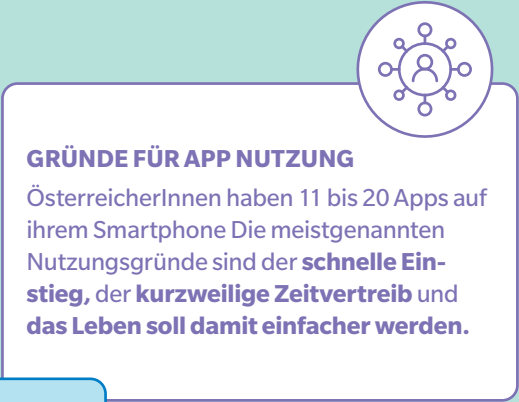 GRÜNDE FÜR APP NUTZUNG
ÖsterreicherInnen haben 11 bis 20 Apps auf
ihrem Smartphone Die meistgenannten
Nutzungsgründe sind der schnelle Ein-
stieg, der kurzweilige Zeitvertreib und
das Leben soll damit einfacher werden.